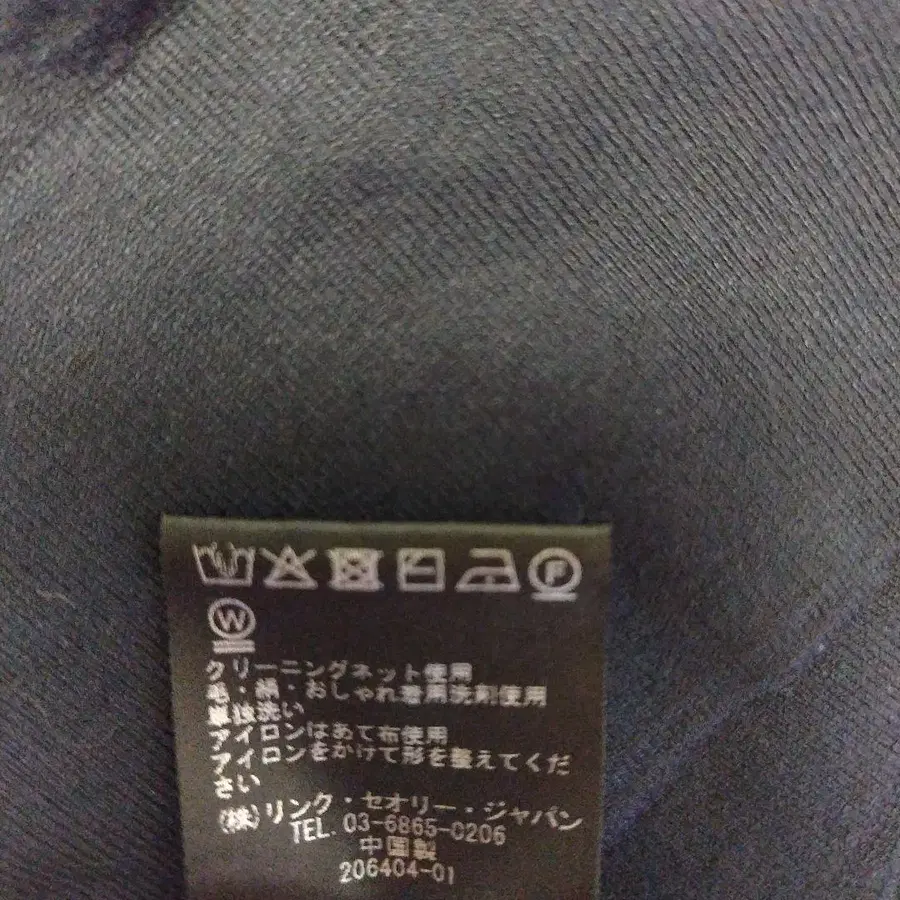 F
W
クリーニングネット使用
毛・絹・おしゃれ着用洗剤使用
単独洗い
アイロンはあて布使用
アイロンをかけて形を整えてくだ
さい
(株)リンク・セオリー・ジャパン
TEL. 03-6865-0206
中国製
206404-01